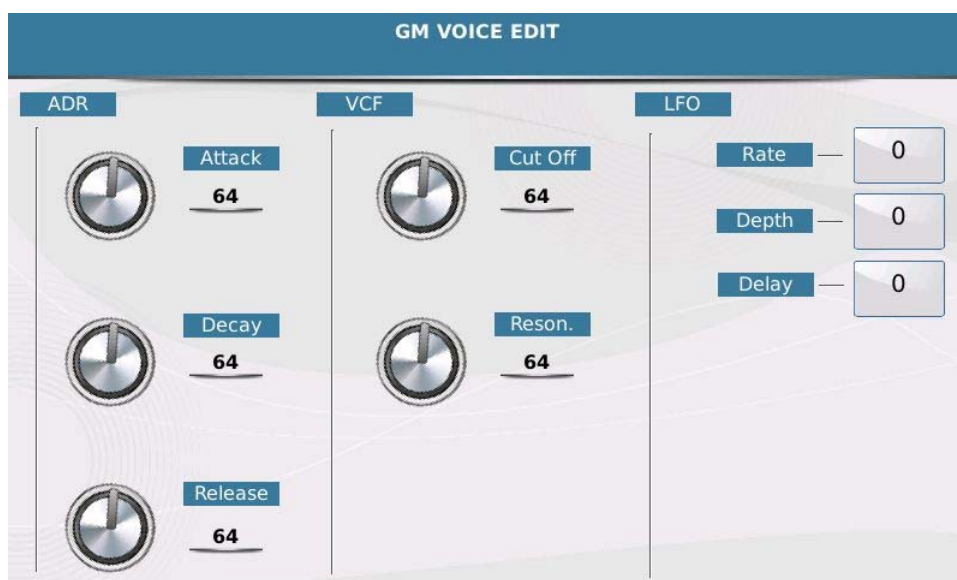 GM VOICE EDIT
ADR
Attack
64
Decay
64
Release
64
VCF
Cut Off
64
Reson.
64
LFO
Rate
0
Depth
0
Delay
0